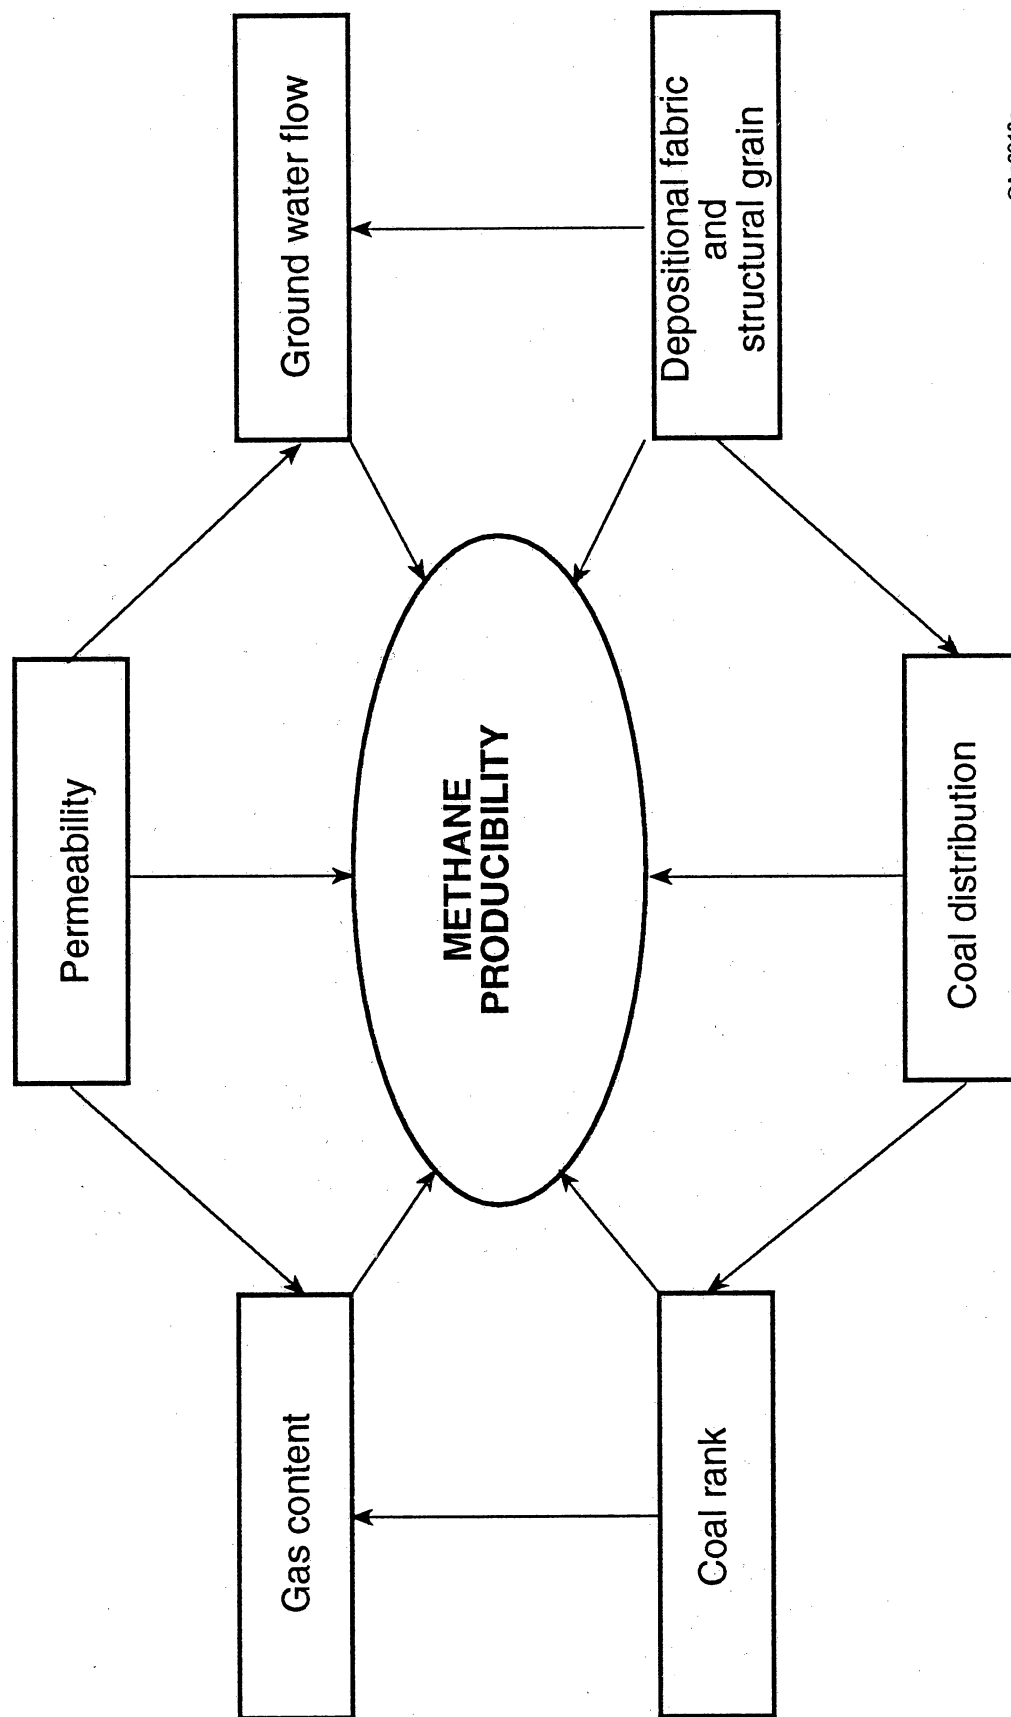 Permeability
Gas content
Ground water flow
METHANE
PRODUCIBILITY
Coal rank
Depositional fabric
and
structural grain
Coal distribution